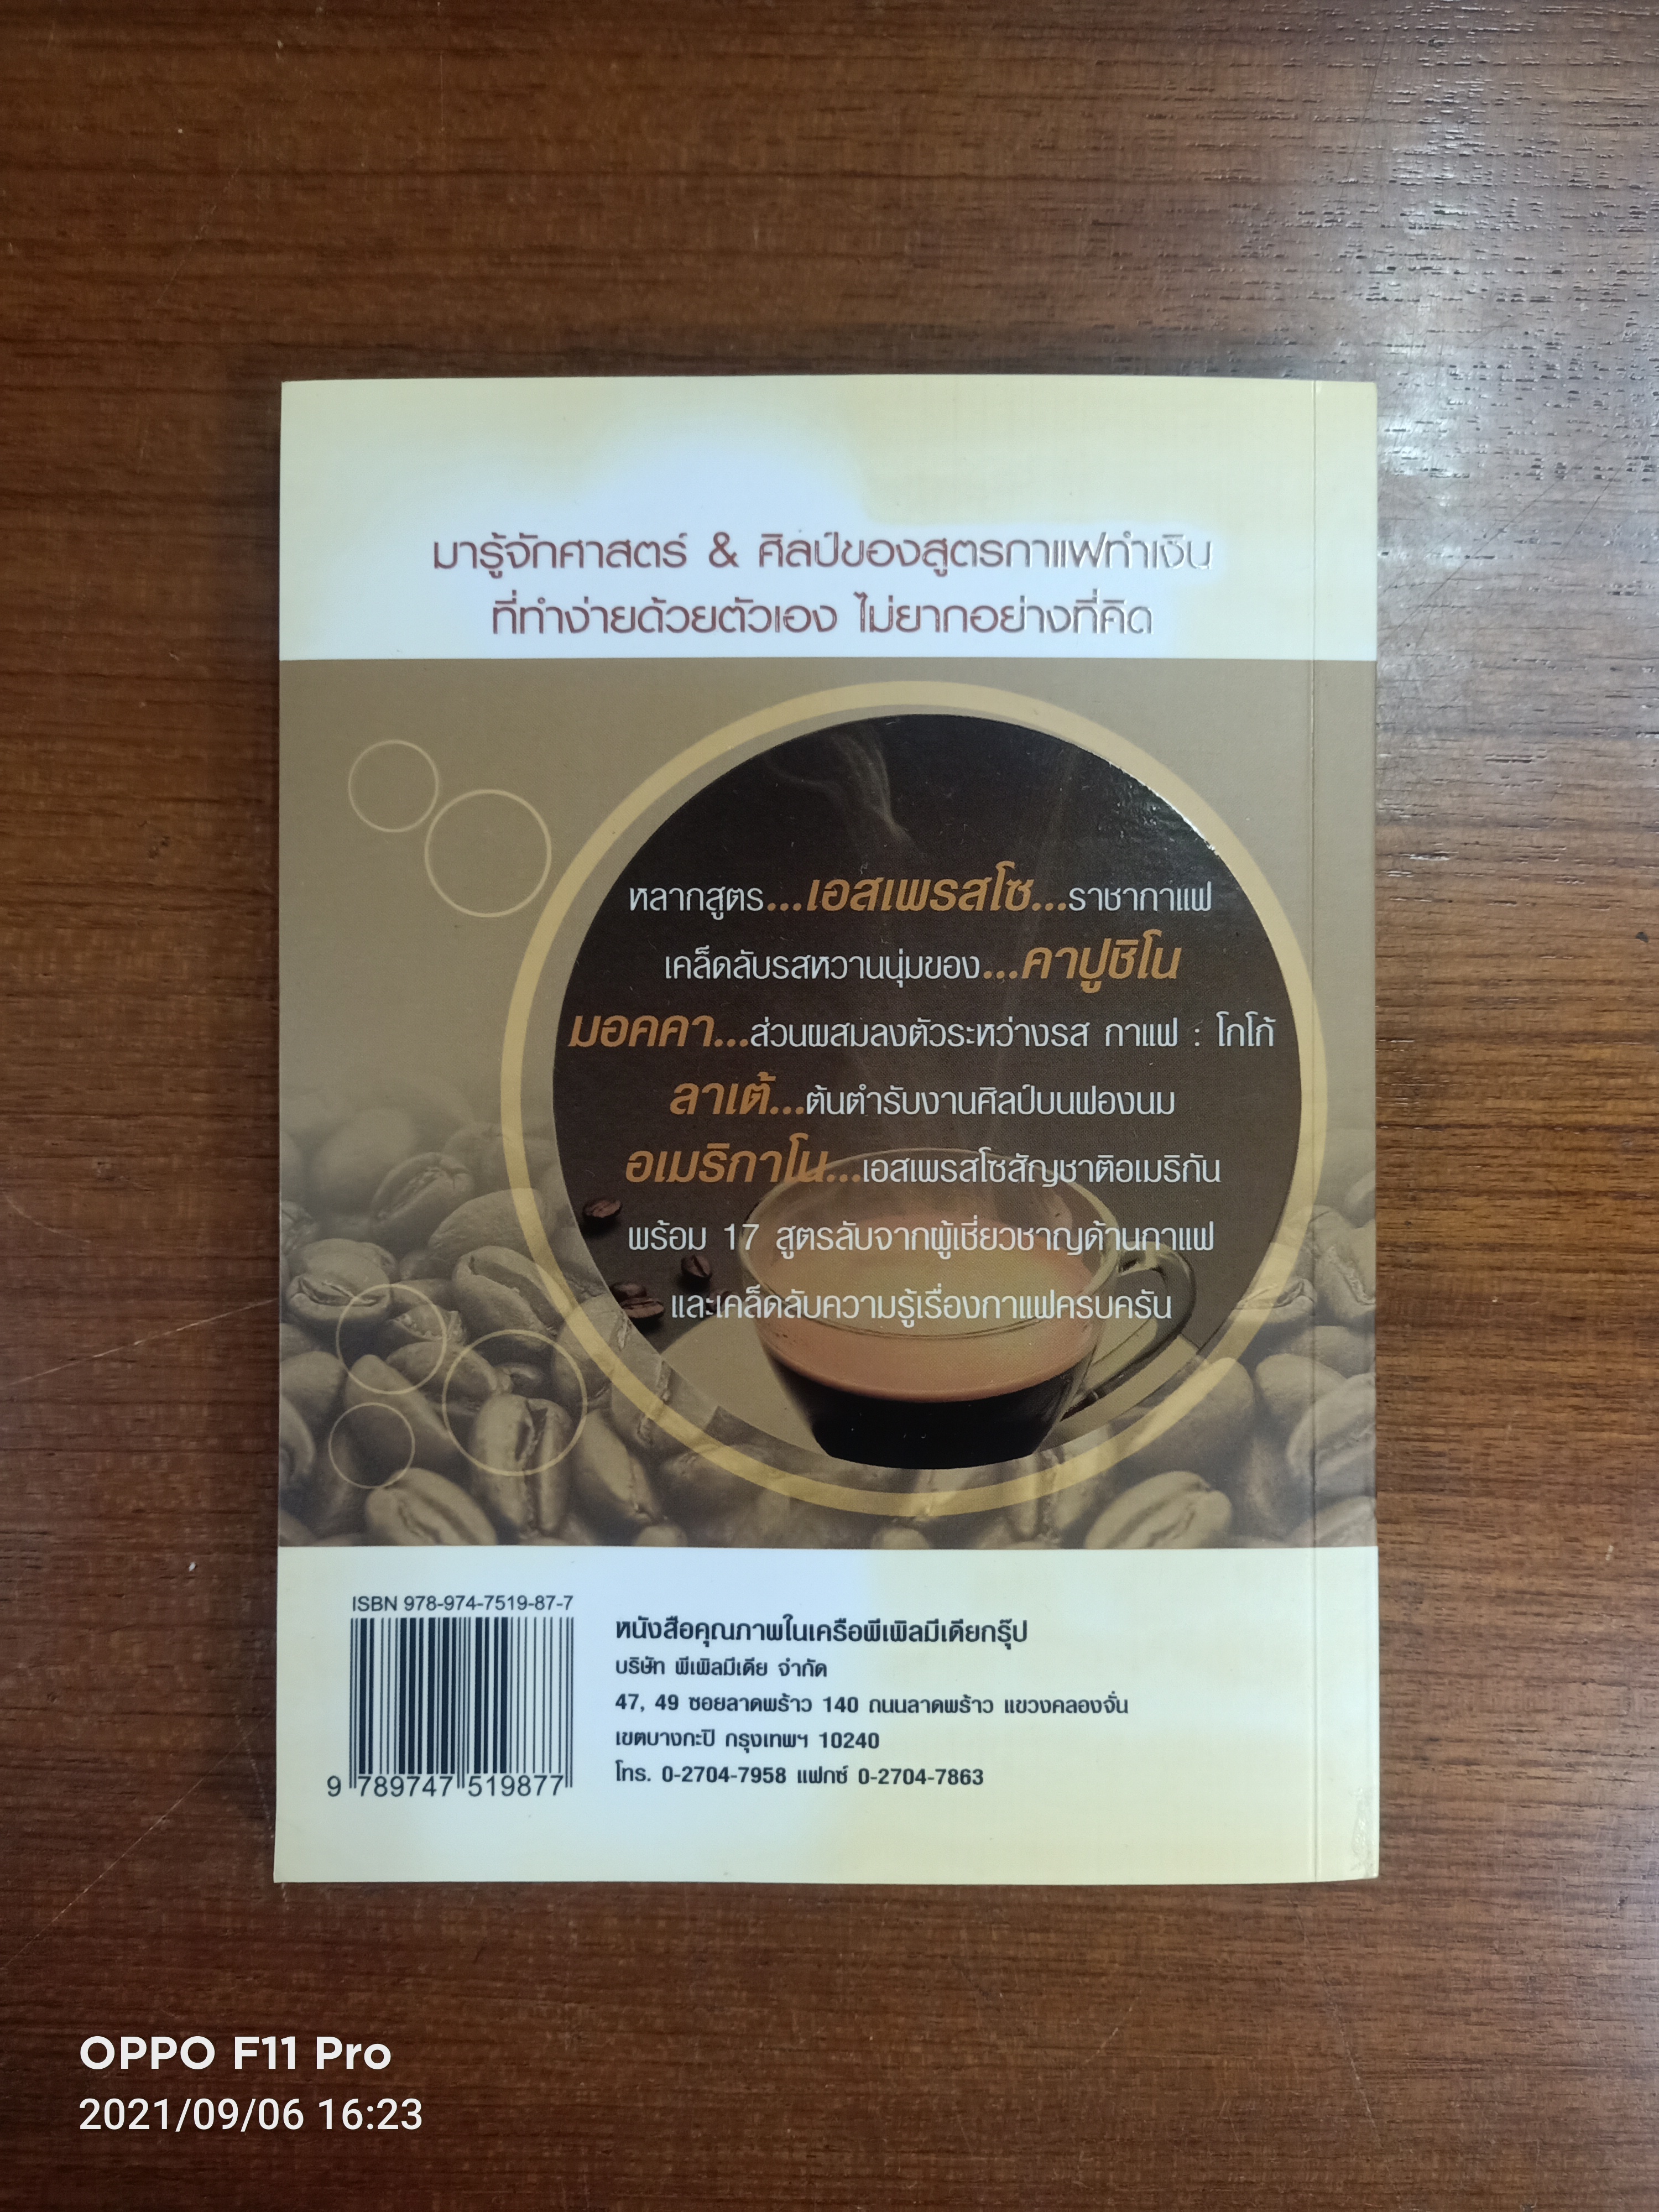 มารู้จักศาสตร์ & ศิลป์ของสูตรกาแฟทำเงิน
ที่ทำง่ายด้วยตัวเอง ไม่ยากอย่างที่คิด
หลากสูตร...เอสเพรสโซ...ราชากาแฟ
เคล็ดลับรสหวานนุ่มของ...คาปูชิโน
มอคคา...ส่วนผสมลงตัวระหว่างรส กาแฟ : โกโก้
ลาเต้...ต้นตำรับงานศิลป์บนฟองนม
อเมริกาโน...เอสเพรสโซสัญชาติอเมริกัน
พร้อม 17 สูตรลับจากผู้เชี่ยวชาญด้านกาแฟ
และเคล็ดลับความรู้เรื่องกาแฟครบครัน
ISBN 978-974-7519-87-7
9 789747 519877
หนังสือคุณภาพในเครือพีเพิลมีเดียกรุ๊ป
บริษัท พีเพิลมีเดีย จำกัด
47, 49 ซอยลาดพร้าว 140 ถนนลาดพร้าว แขวงคลองจั่น
เขตบางกะปิ กรุงเทพฯ 10240
โทร. 0-2704-7958 แฟกซ์ 0-2704-7863
OPPO F11 Pro
2021/09/06 16:23